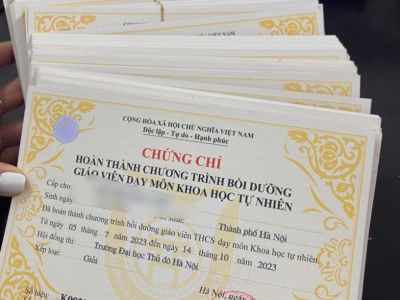 CỘNG HÒA XÃ HỘI CHỦ NGHĨA VIỆT NAM
Độc lập - Tự do - Hạnh phúc
CHỨNG CHỈ
HOÀN THÀNH CHƯƠNG TRÌNH BỒI DƯỠNG
GIÁO VIÊN DẠY MÔN KHOA HỌC TỰ NHIÊN
Cấp cho:
Sinh ngày Thành phố Hà Nội
Đã hoàn thành chương trình bồi dưỡng giáo viên THCS dạy môn Khoa học tự nhiên.
Từ ngày 05 tháng 7 năm 2023 đến ngày 14 tháng 10 năm 2023
Hội đồng thi: Trường Đại học Thủ đô Hà Nội
Xếp loại: Giỏi
Hà Nội,